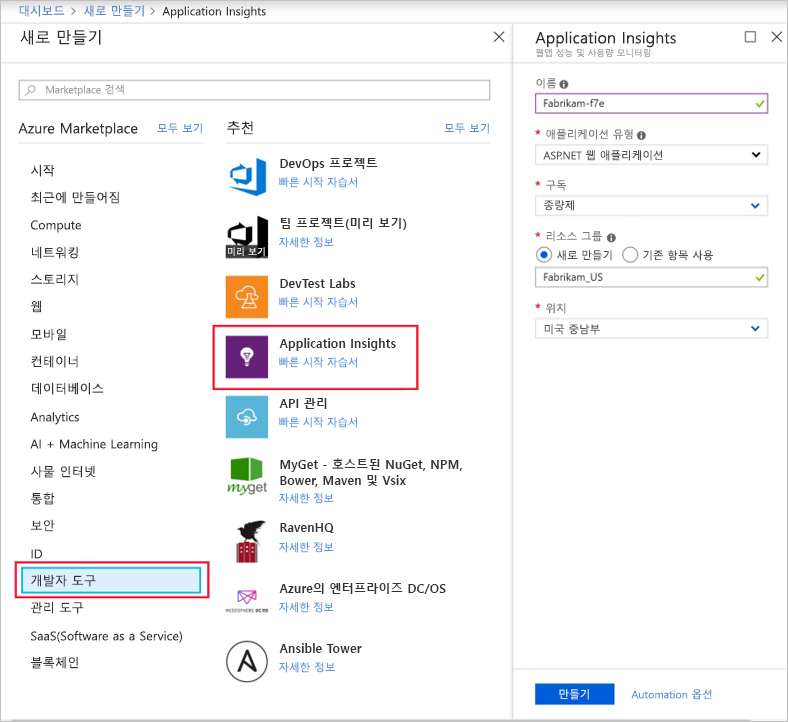 대시보드 > 새로 만들기 > Application Insights
새로 만들기
Marketplace 검색
Azure Marketplace 모두 보기
시작
최근에 만들어짐
Compute
네트워킹
스토리지
웹
모바일
컨테이너
데이터베이스
Analytics
AI + Machine Learning
사물 인터넷
통합
보안
ID
개발자 도구
관리 도구
SaaS(Software as a Service)
블록체인
추천 모두 보기
DevOps 프로젝트
빠른 시작 자습서
팀 프로젝트(미리 보기)
미리 보기
자세한 정보
DevTest Labs
빠른 시작 자습서
Application Insights
빠른 시작 자습서
API 관리
빠른 시작 자습서
myget
MyGet - 호스트된 NuGet, NPM,
Bower, Maven 및 Vsix
자세한 정보
RavenHQ
자세한 정보
MESOSPHERE DC/OS
Azure의 엔터프라이즈 DC/OS
자세한 정보
Ansible Tower
자세한 정보
Application Insights
웹앱 성능 및 사용량 모니터링
이름
Fabrikam-f7e
* 애플리케이션 유형
ASP.NET 웹 애플리케이션
* 구독
종량제
* 리소스 그룹
새로 만들기 기존 항목 사용
Fabrikam_US
* 위치
미국 중남부
만들기 Automation 옵션